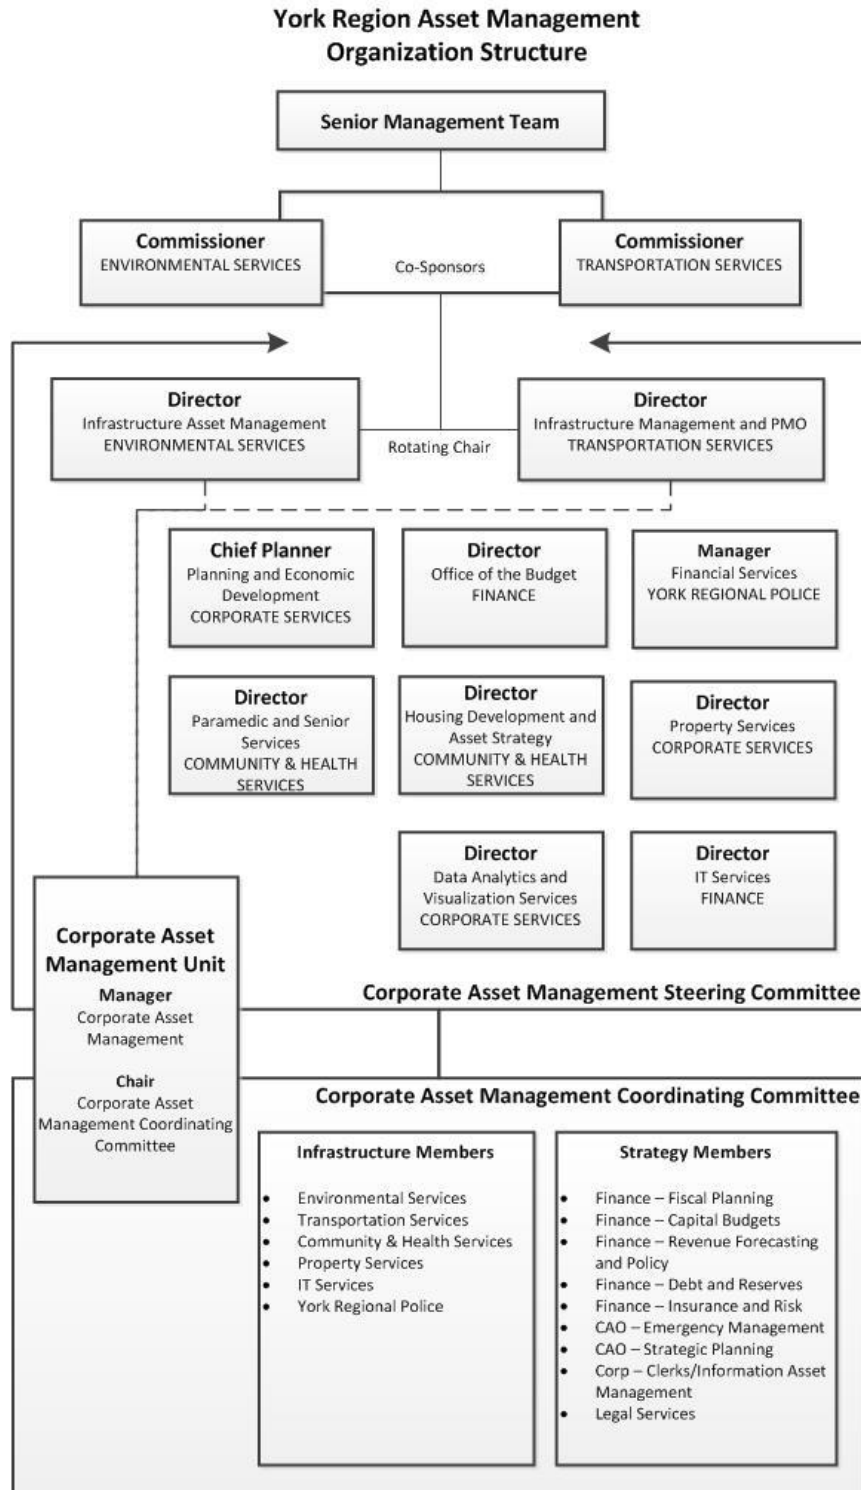 York Region Asset Management
Organization Structure
Senior Management Team
Commissioner
ENVIRONMENTAL SERVICES
Co-Sponsors
Commissioner
TRANSPORTATION SERVICES
Director
Infrastructure Asset Management
ENVIRONMENTAL SERVICES
Rotating Chair
Director
Infrastructure Management and PMO
TRANSPORTATION SERVICES
Chief Planner
Planning and Economic
Development
CORPORATE SERVICES
Director
Office of the Budget
FINANCE
Manager
Financial Services
YORK REGIONAL POLICE
Director
Paramedic and Senior
Services
COMMUNITY & HEALTH
SERVICES
Director
Housing Development and
Asset Strategy
COMMUNITY & HEALTH
SERVICES
Director
Property Services
CORPORATE SERVICES
Director
Data Analytics and
Visualization Services
CORPORATE SERVICES
Director
IT Services
FINANCE
Corporate Asset
Management Unit
Manager
Corporate Asset
Management
Chair
Corporate Asset
Management Coordinating
Committee
Corporate Asset Management Steering Committee
Corporate Asset Management Coordinating Committee
Infrastructure Members
• Environmental Services
• Transportation Services
• Community & Health Services
• Property Services
• IT Services
• York Regional Police
Strategy Members
• Finance – Fiscal Planning
• Finance – Capital Budgets
• Finance – Revenue Forecasting
and Policy
• Finance – Debt and Reserves
• Finance – Insurance and Risk
• CAO – Emergency Management
• CAO – Strategic Planning
• Corp – Clerks/Information Asset
Management
• Legal Services